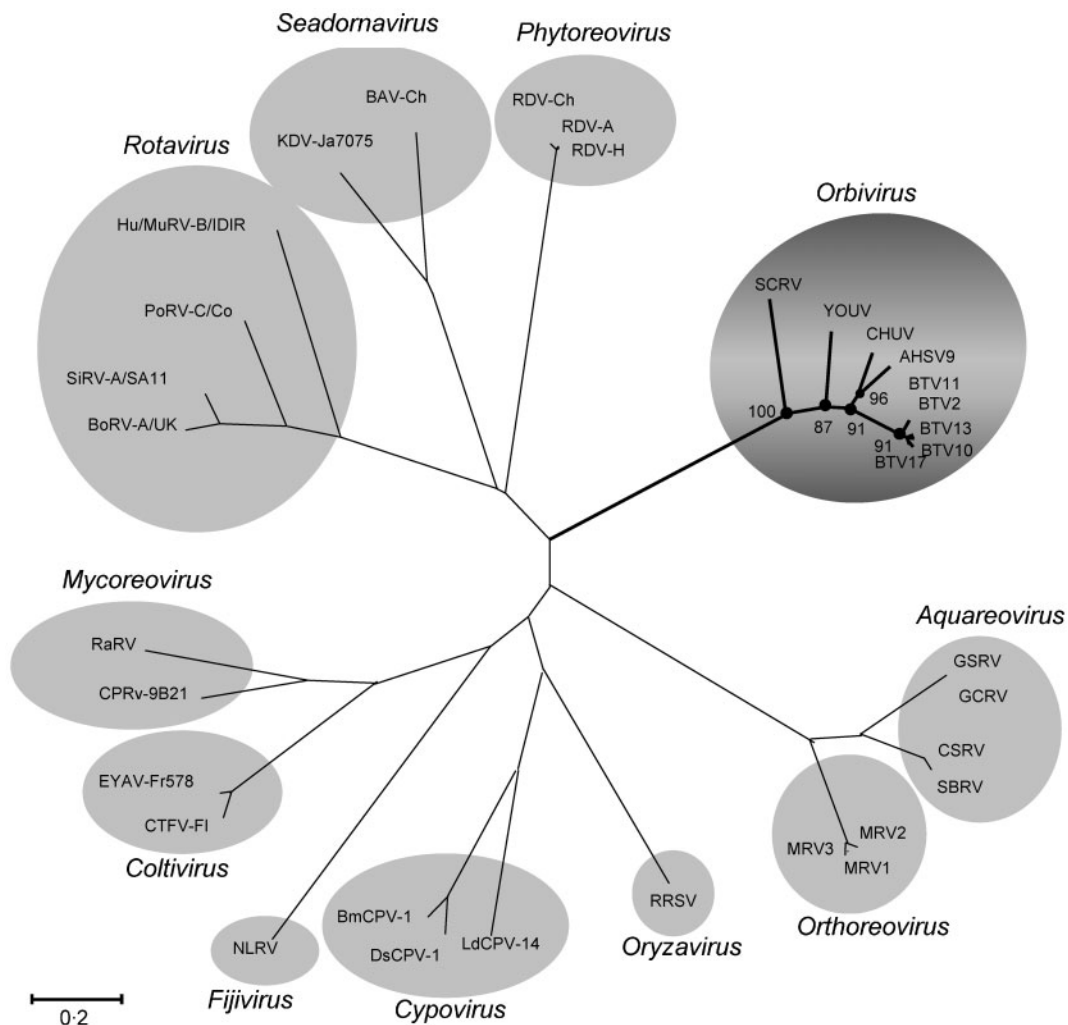 Seadornavirus
Phytoreovirus
BAV-Ch
RDV-Ch
KDV-Ja7075
RDV-A
RDV-H
Rotavirus
Orbivirus
Hu/MuRV-B/IDIR
SCRV
PoRV-C/Co
YOUV
CHUV
AHSV9
SiRV-A/SA11
BTV11
96
BTV2
BoRV-A/UK
100
BTV13
87
91
91
BTV10
BTV17
Mycoreovirus
Aquareovirus
RaRV
GSRV
CPRv-9B21
GCRV
EYAV-Fr578
CSRV
SBRV
CTFV-Fl
MRV2
MRV3
MRV1
Coltivirus
RRSV
Orthoreovirus
BmCPV-1
NLRV
DsCPV-1
LdCPV-14
Oryzavirus
Fijivirus
Cypovirus
0·2